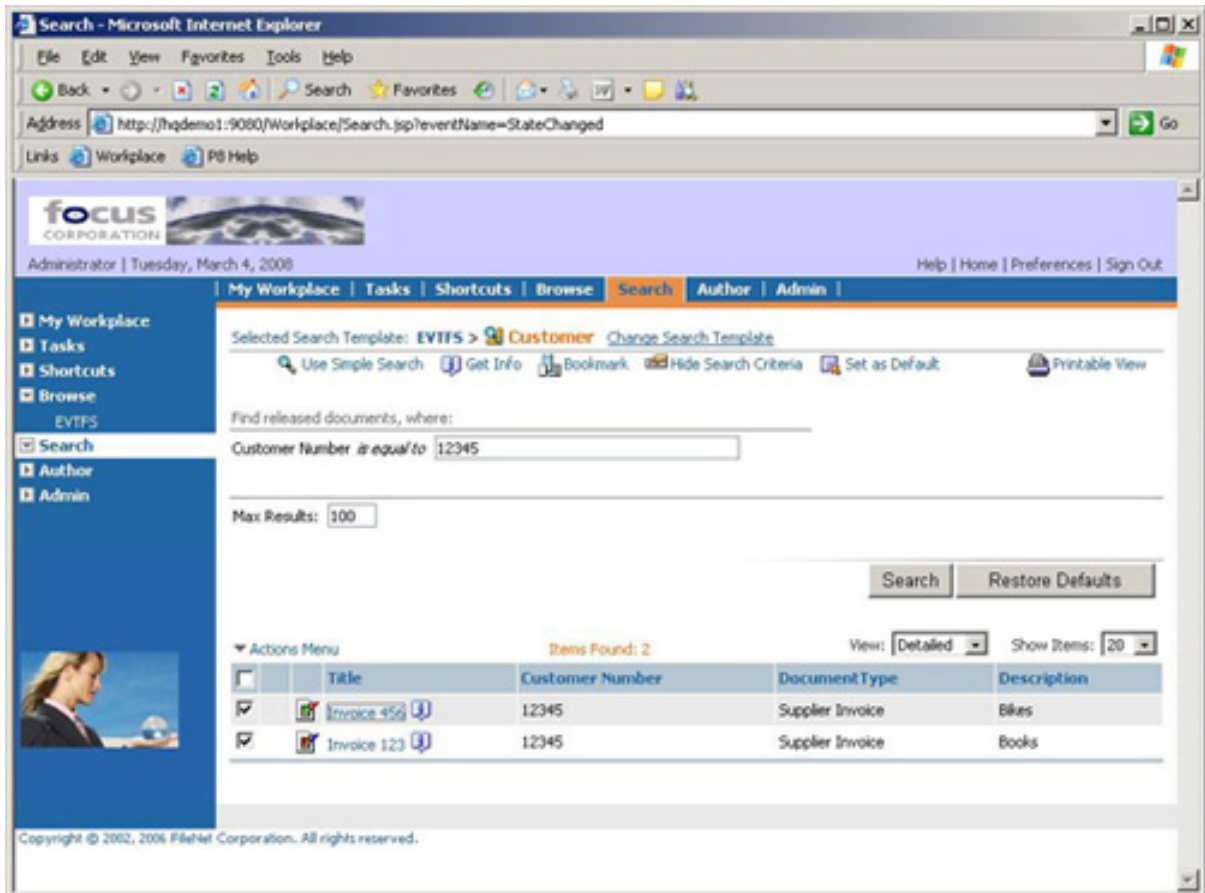 Search - Microsoft Internet Explorer
File Edit View Favorites Tools Help
Back Search Favorites
Address http://hqdemo1:9080/Workplace/Search.jsp?eventName=StateChanged Go
Links Workplace P8 Help
focus
CORPORATION
Administrator | Tuesday, March 4, 2008 Help | Home | Preferences | Sign Out
| My Workplace | Tasks | Shortcuts | Browse Search Author | Admin |
My Workplace
Tasks
Shortcuts
Browse
EVTFS
Search
Author
Admin
Selected Search Template: EVTFS > Customer Change Search Template
Use Simple Search Get Info Bookmark Hide Search Criteria Set as Default Printable View
Find released documents, where:
Customer Number is equal to 12345
Max Results: 100
Search Restore Defaults
Actions Menu Items Found: 2 View: Detailed Show Items: 20
Title Customer Number DocumentType Description
Invoice 456 12345 Supplier Invoice Bikes
Invoice 123 12345 Supplier Invoice Books
Copyright © 2002, 2006 FileNet Corporation. All rights reserved.